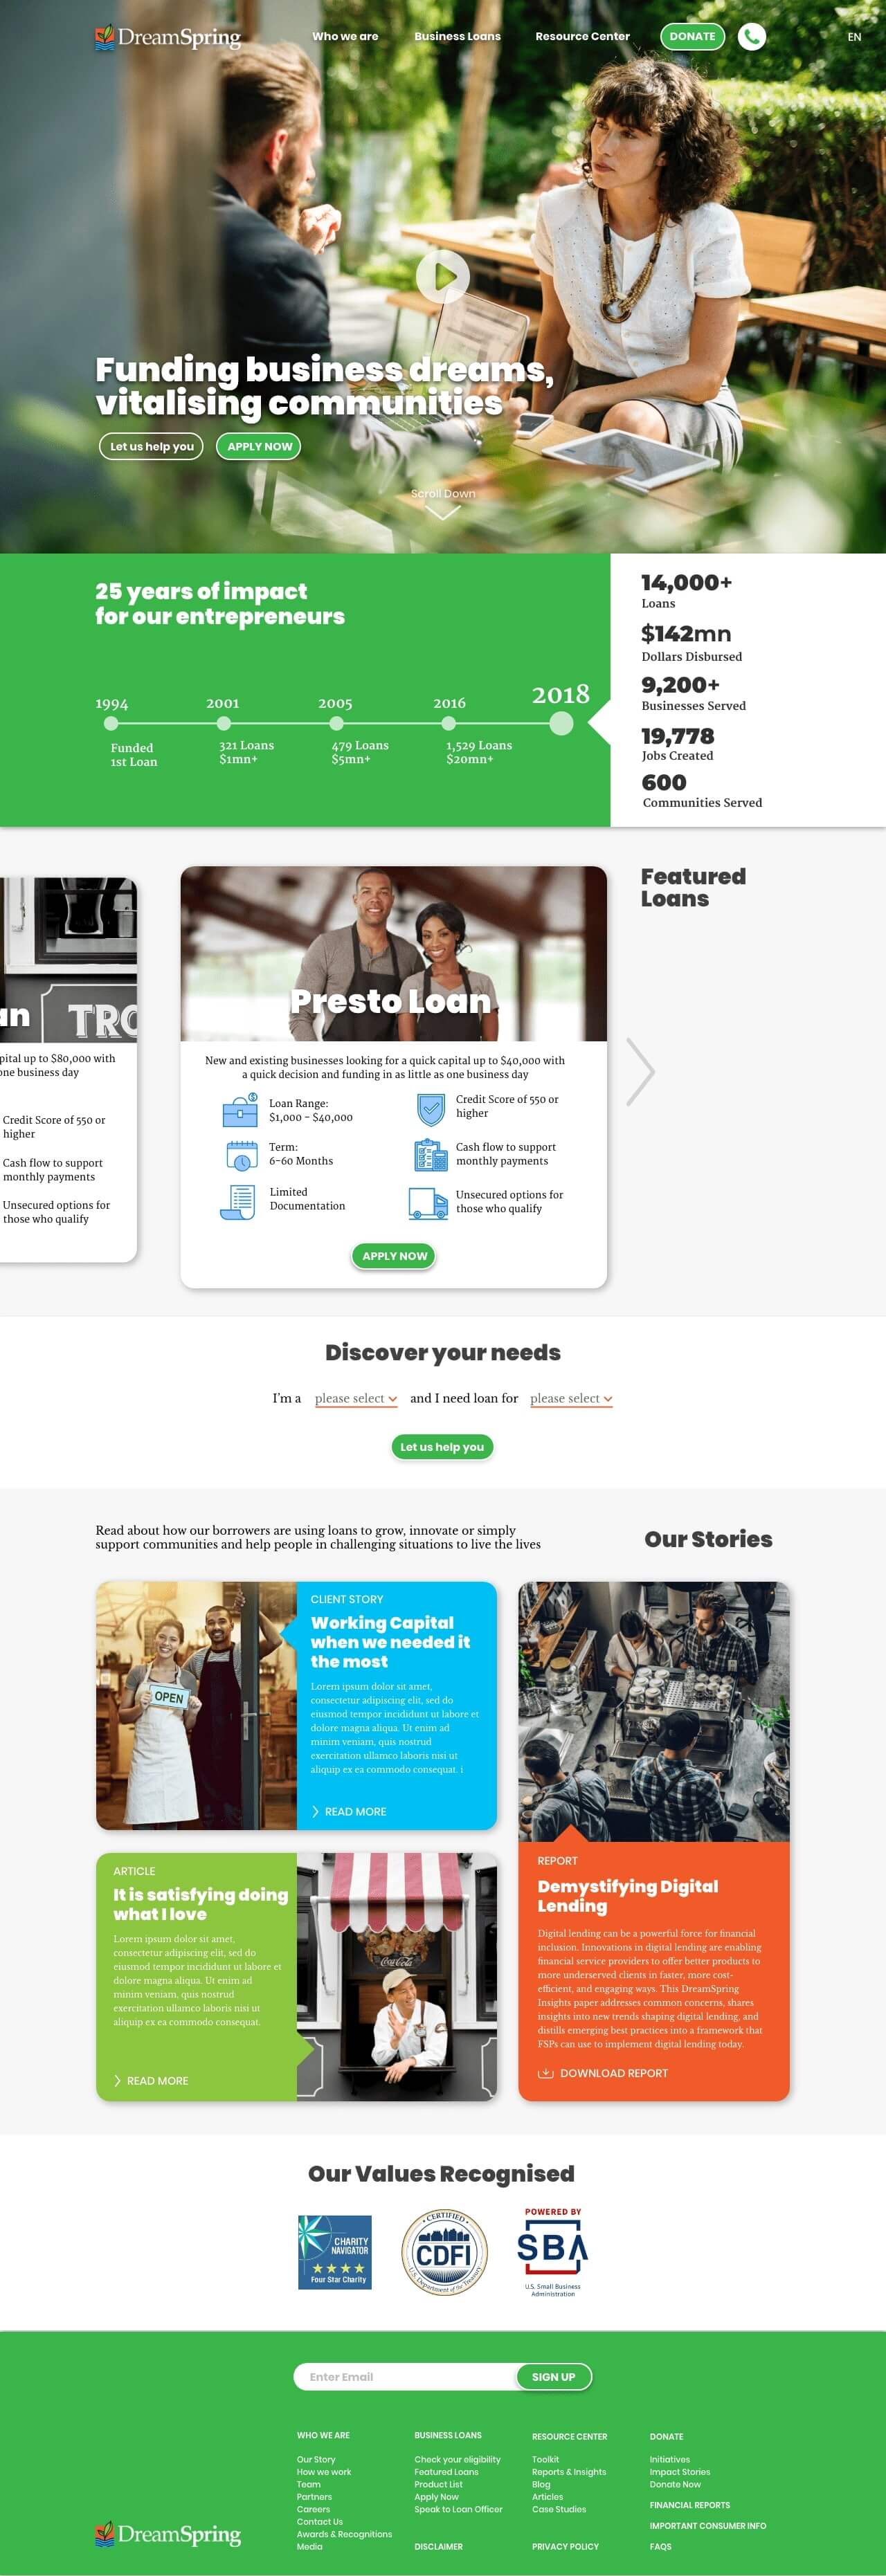 DreamSpring
Who we are
Business Loans
Resource Center
DONATE
EN
Funding business dreams,
vitalising communities
Let us help you
APPLY NOW
Scroll Down
25 years of impact
for our entrepreneurs
1994
Funded
1st Loan
2001
321 Loans
$1mn+
2005
479 Loans
$5mn+
2016
1,529 Loans
$20mn+
2018
14,000+
Loans
$142mn
Dollars Disbursed
9,200+
Businesses Served
19,778
Jobs Created
600
Communities Served
Featured
Loans
an
TRO
pital up to $80,000 with
one business day
Credit Score of 550 or
higher
Cash flow to support
monthly payments
Unsecured options for
those who qualify
Presto Loan
New and existing businesses looking for a quick capital up to $40,000 with
a quick decision and funding in as little as one business day
Loan Range:
$1,000 - $40,000
Credit Score of 550 or
higher
Term:
6-60 Months
Cash flow to support
monthly payments
Limited
Documentation
Unsecured options for
those who qualify
APPLY NOW
Discover your needs
I'm a please select and I need loan for please select
Let us help you
Read about how our borrowers are using loans to grow, innovate or simply
support communities and help people in challenging situations to live the lives
Our Stories
OPEN
CLIENT STORY
Working Capital
when we needed it
the most
Lorem ipsum dolor sit amet,
consectetur adipiscing elit, sed do
eiusmod tempor incididunt ut labore et
dolore magna aliqua. Ut enim ad
minim veniam, quis nostrud
exercitation ullamco laboris nisi ut
aliquip ex ea commodo consequat. i
READ MORE
ARTICLE
It is satisfying doing
what I love
Lorem ipsum dolor sit amet,
consectetur adipiscing elit, sed do
eiusmod tempor incididunt ut labore et
dolore magna aliqua. Ut enim ad
minim veniam, quis nostrud
exercitation ullamco laboris nisi ut
aliquip ex ea commodo consequat.
READ MORE
Coca-Cola
REPORT
Demystifying Digital
Lending
Digital lending can be a powerful force for financial
inclusion. Innovations in digital lending are enabling
financial service providers to offer better products to
more underserved clients in faster, more cost-
efficient, and engaging ways. This DreamSpring
Insights paper addresses common concerns, shares
insights into new trends shaping digital lending, and
distills emerging best practices into a framework that
FSPs can use to implement digital lending today.
DOWNLOAD REPORT
Our Values Recognised
CHARITY
NAVIGATOR
Four Star Charity
CERTIFIED
CDFI
U.S. Department of the Treasury
POWERED BY
SBA
U.S. Small Business
Administration
Enter Email
SIGN UP
WHO WE ARE
Our Story
How we work
Team
Partners
Careers
Contact Us
Awards & Recognitions
Media
BUSINESS LOANS
Check your eligibility
Featured Loans
Product List
Apply Now
Speak to Loan Officer
DISCLAIMER
RESOURCE CENTER
Toolkit
Reports & Insights
Blog
Articles
Case Studies
PRIVACY POLICY
DONATE
Initiatives
Impact Stories
Donate Now
FINANCIAL REPORTS
IMPORTANT CONSUMER INFO
FAQS
DreamSpring